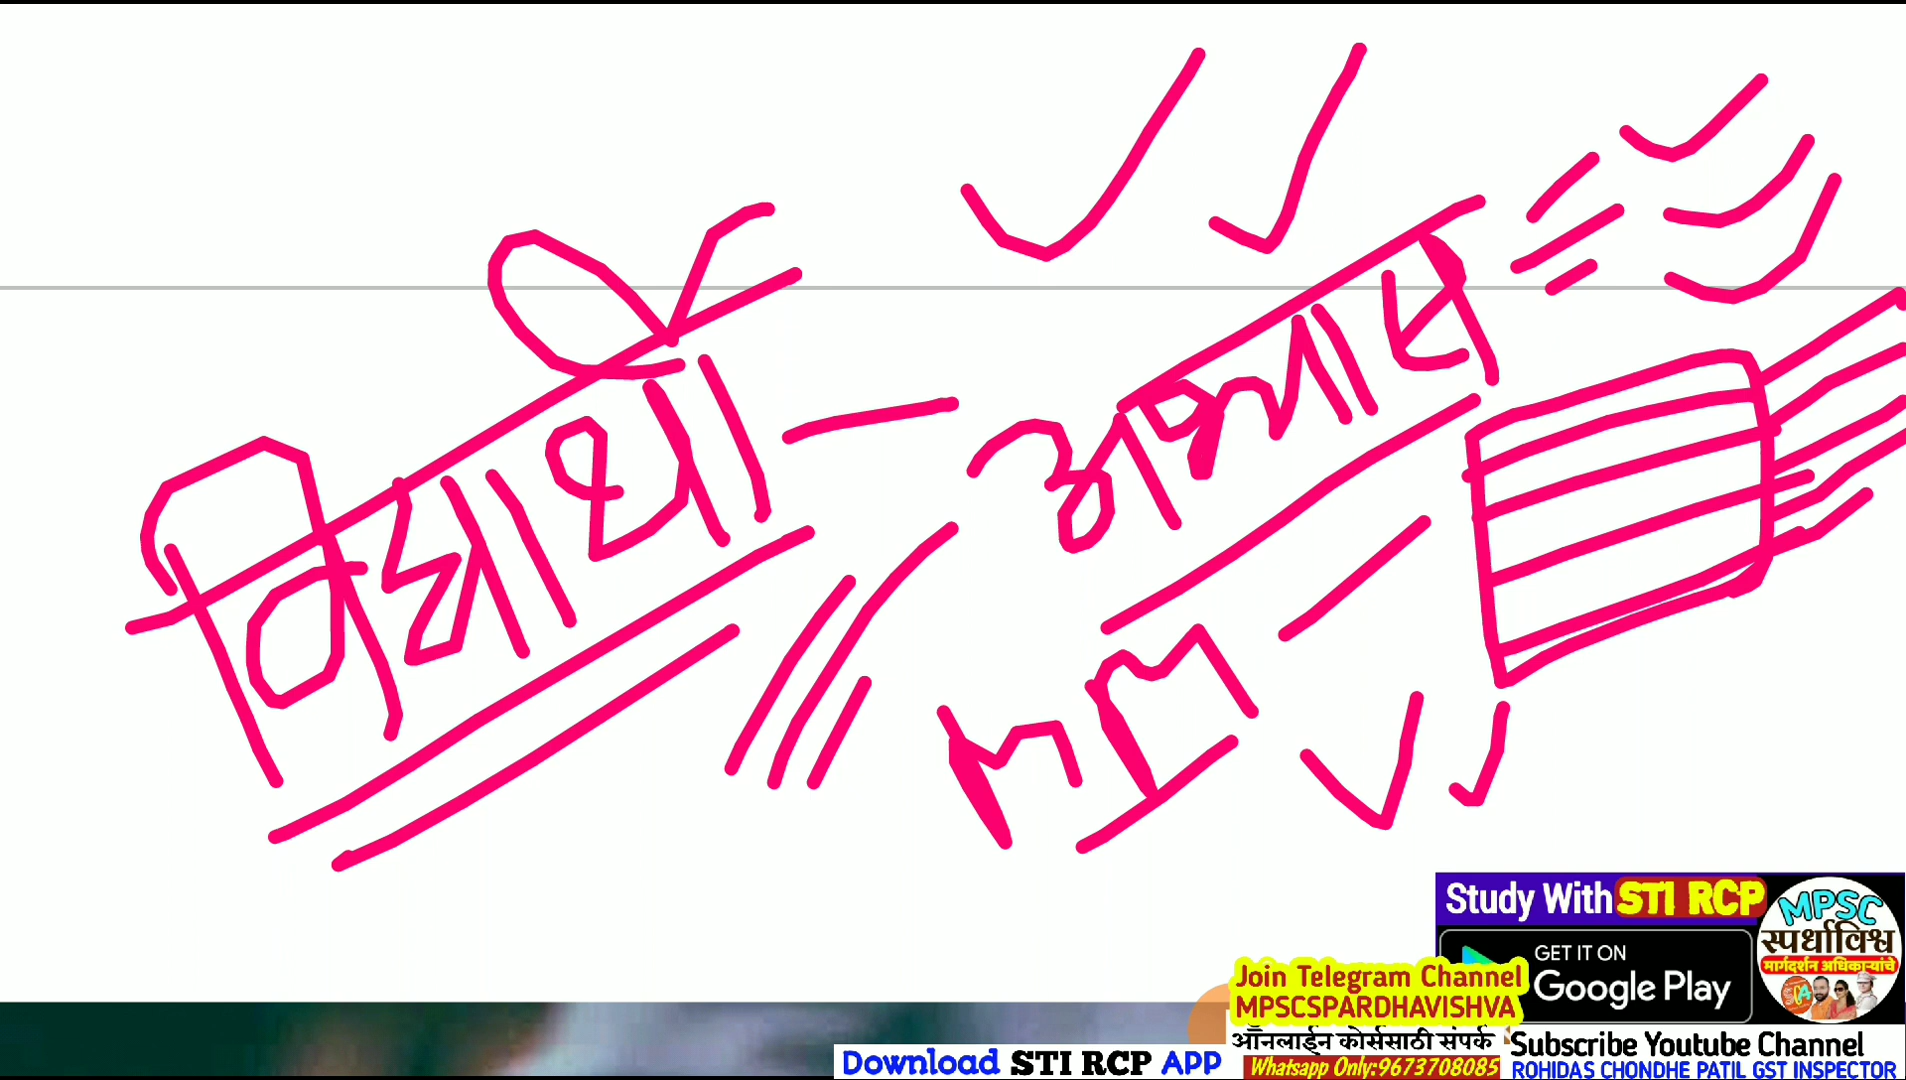 विद्यार्थी - अभ्यास
मन
Study With STI RCP
GET IT ON
Google Play
MPSC
स्पर्धाविश्व
मार्गदर्शन अधिकाऱ्यांचे
Join Telegram Channel
MPSCSPARDHAVISHVA
ऑनलाईन कोर्ससाठी संपर्क
Whatsapp Only:9673708085
Download STI RCP APP
Subscribe Youtube Channel
ROHIDAS CHONDHE PATIL GST INSPECTOR